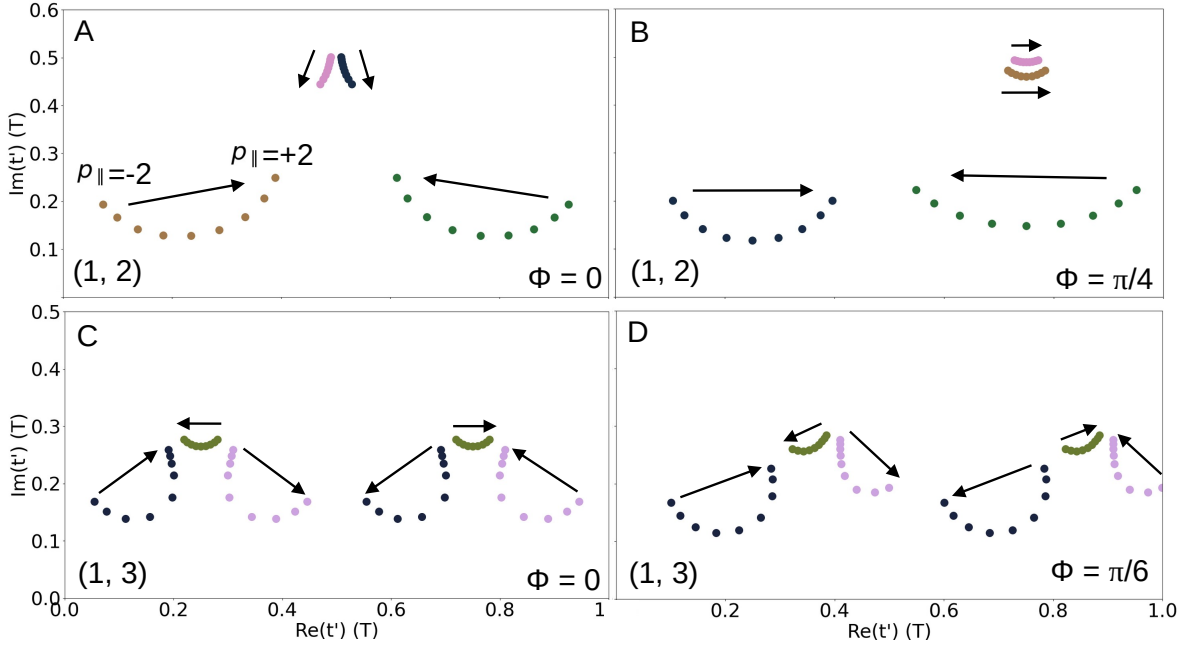 0.6
0.5
0.4
0.3
0.2
0.1
Im(t') (T)
A
p∥=-2
p∥=+2
(1, 2)
Φ = 0
B
(1, 2)
Φ = π/4
0.5
0.4
0.3
0.2
0.1
0.0
Im(t') (T)
C
(1, 3)
Φ = 0
0.0 0.2 0.4 0.6 0.8 1
Re(t') (T)
D
(1, 3)
Φ = π/6
0.2 0.4 0.6 0.8 1.0
Re(t') (T)